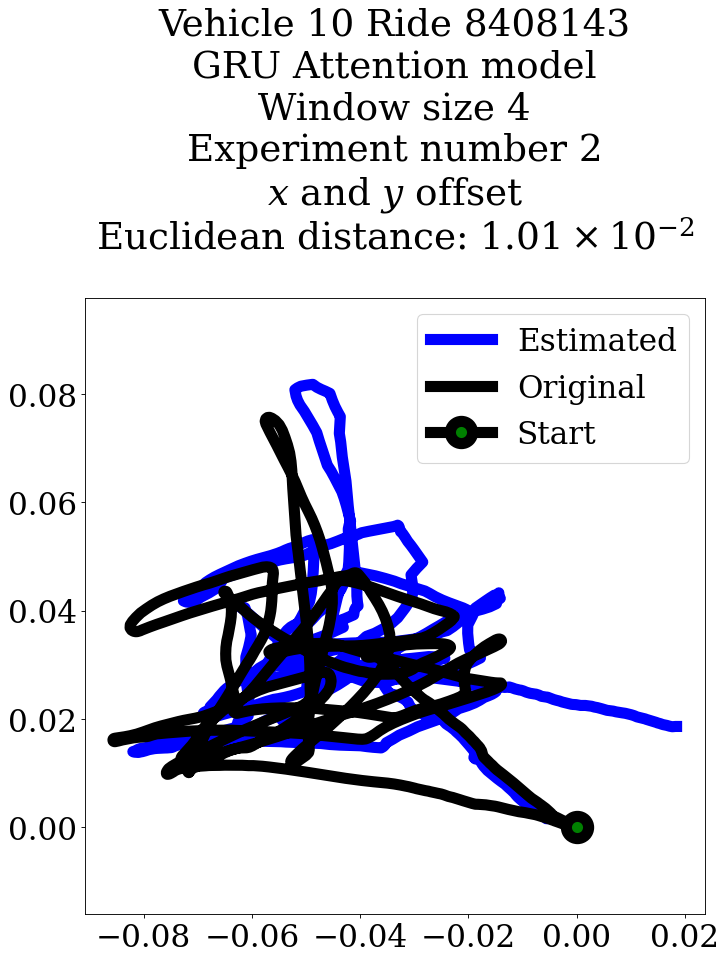 Vehicle 10 Ride 8408143
GRU Attention model
Window size 4
Experiment number 2
x and y offset
Euclidean distance: 1.01 × 10⁻²
Estimated
Original
Start
0.08
0.06
0.04
0.02
0.00
−0.08 −0.06 −0.04 −0.02 0.00 0.02